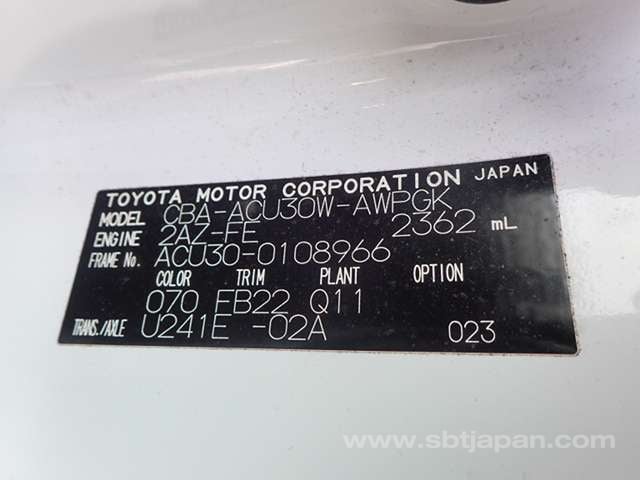 TOYOTA MOTOR CORPORATION JAPAN
MODEL CBA-ACU30W-AWPGK
ENGINE 2AZ-FE 2362 mL
FRAME No. ACU30-0108966
COLOR TRIM PLANT OPTION
070 FB22 Q11
TRANS./AXLE U241E -02A 023
www.sbtjapan.com